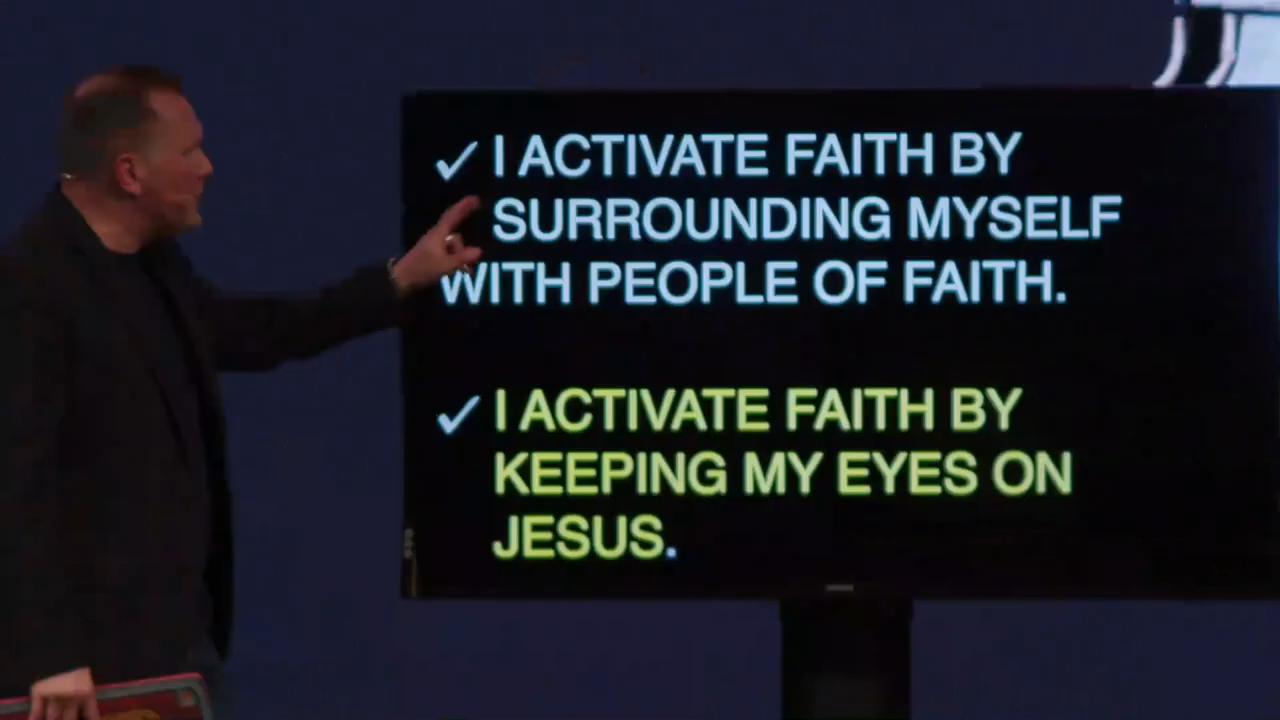 ✓ I ACTIVATE FAITH BY
SURROUNDING MYSELF
WITH PEOPLE OF FAITH.
✓ I ACTIVATE FAITH BY
KEEPING MY EYES ON
JESUS.